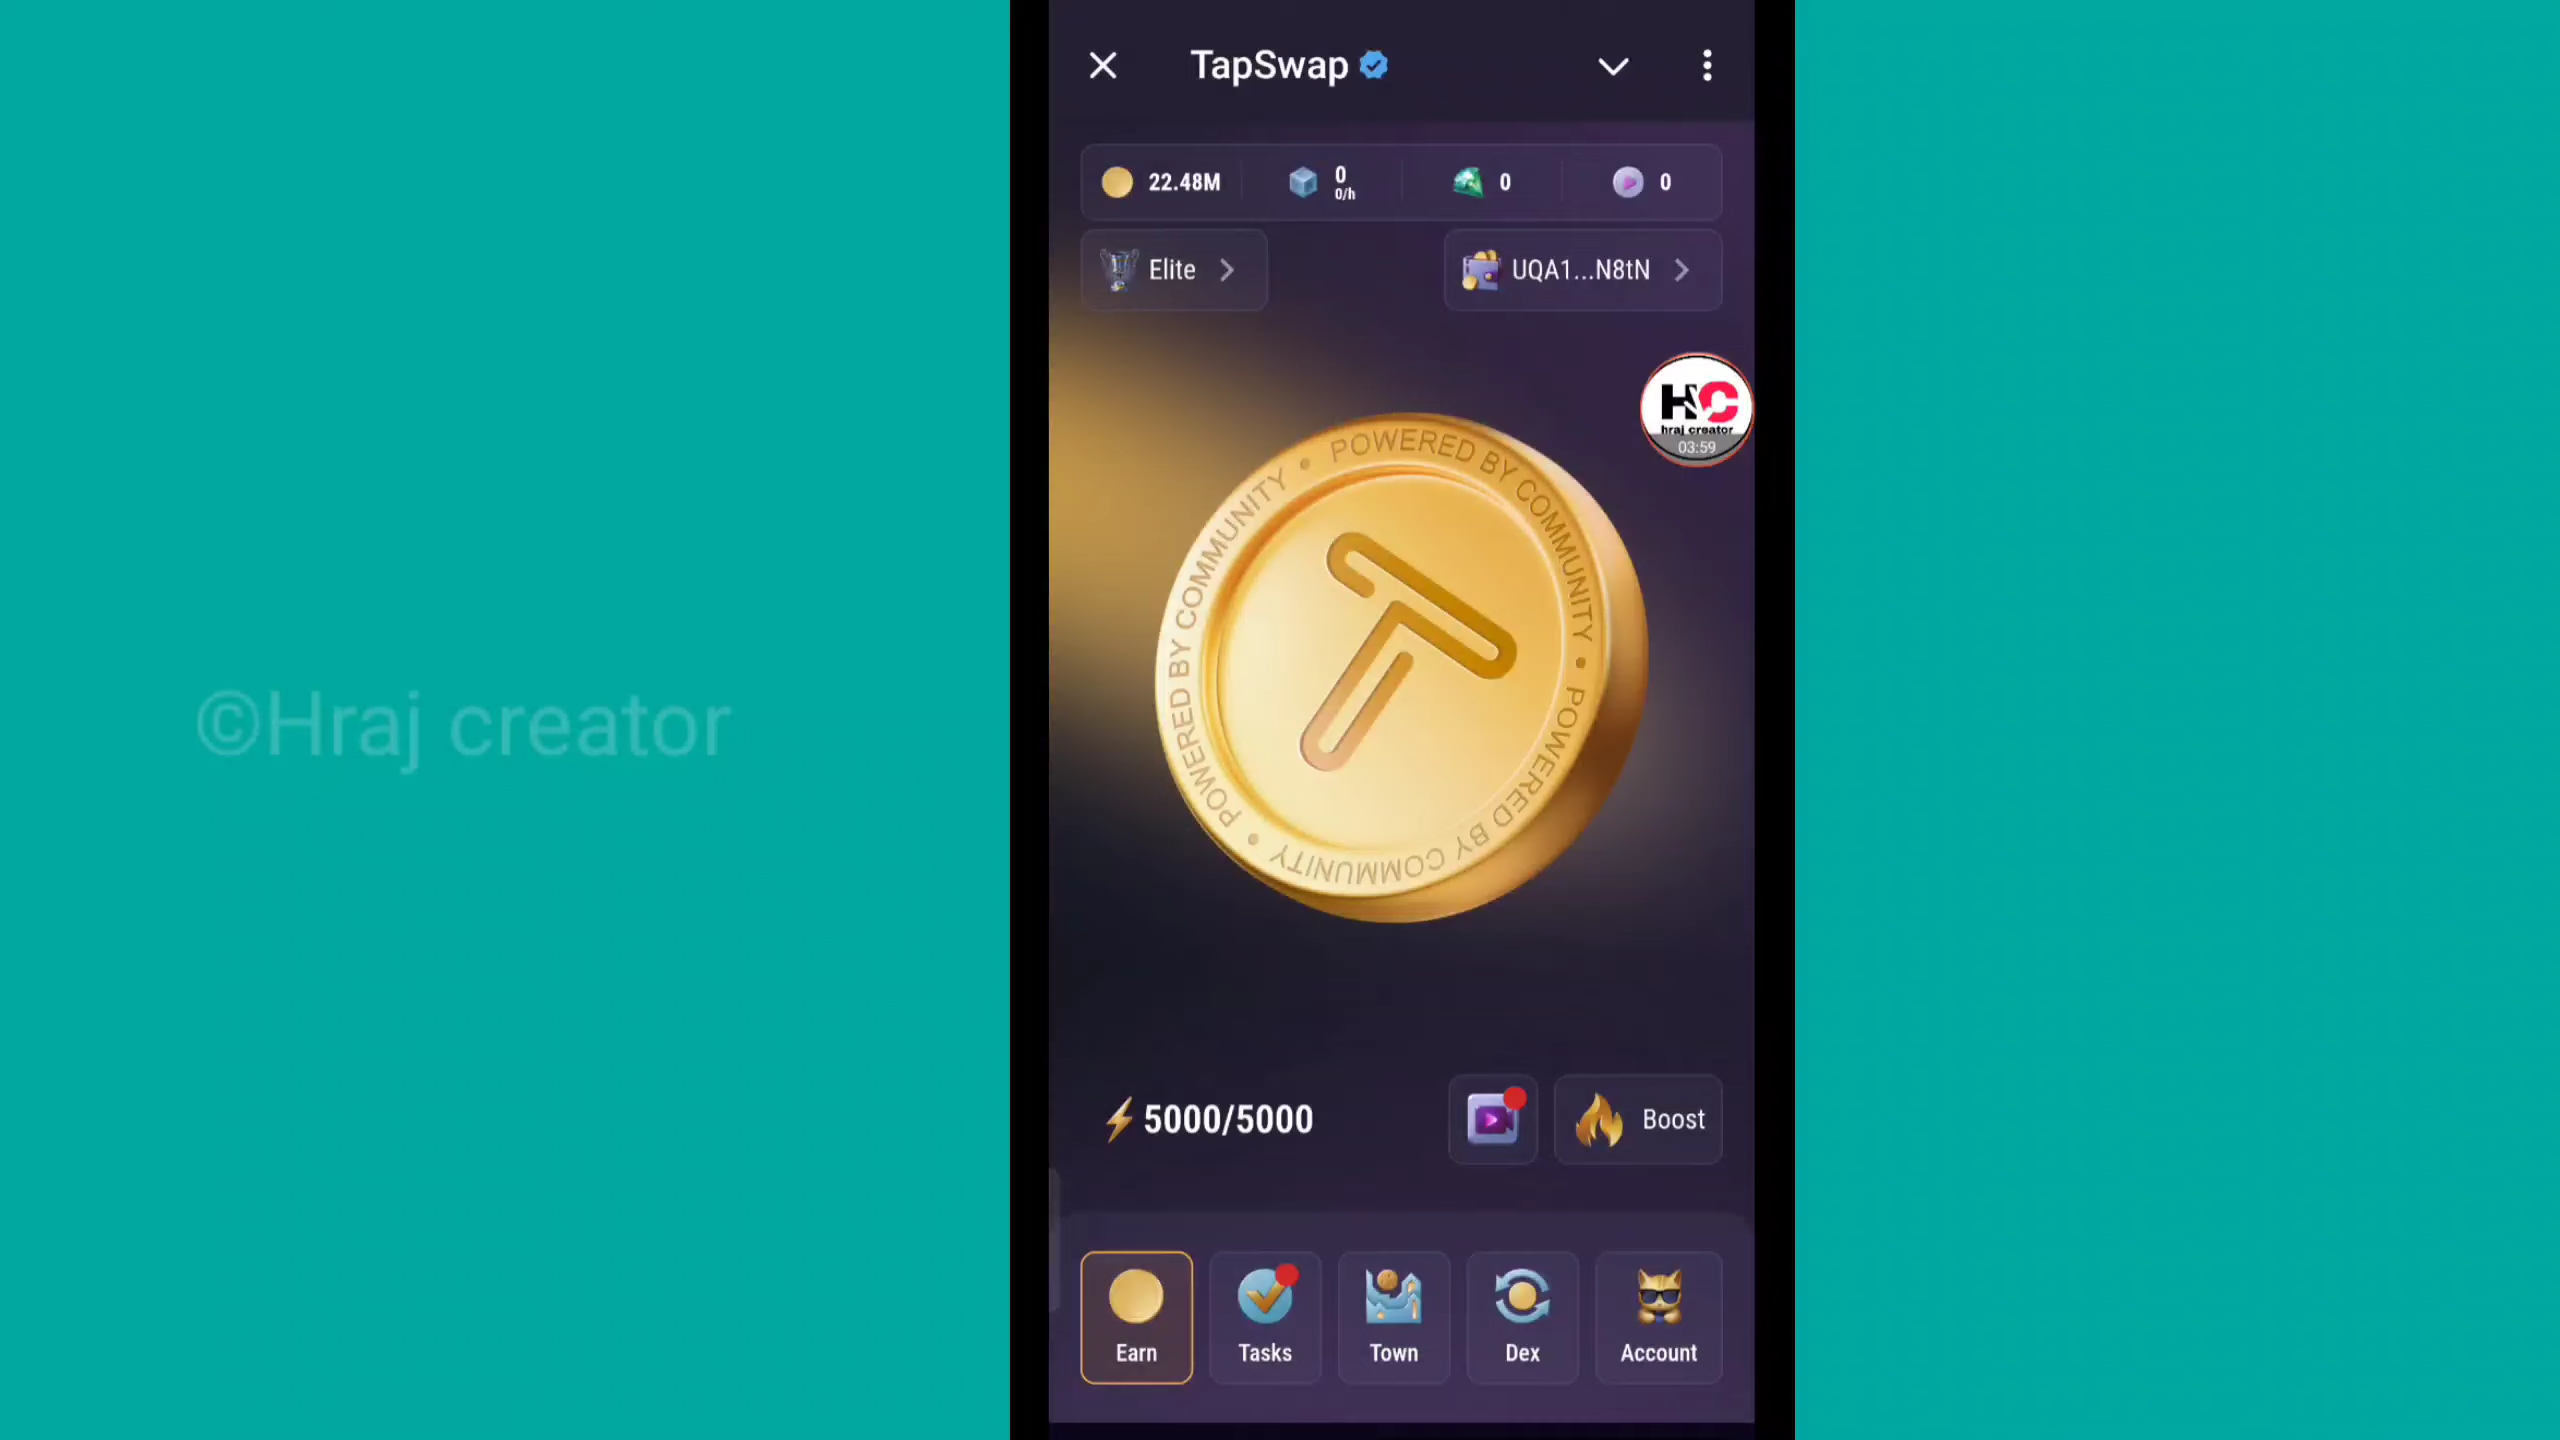 TapSwap
22.48M
0
0/h
0
0
Elite
UQA1...N8tN
HC
hraj creator
03:59
POWERED BY COMMUNITY • POWERED BY COMMUNITY • POWERED BY COMMUNITY •
©Hraj creator
5000/5000
Boost
Earn
Tasks
Town
Dex
Account